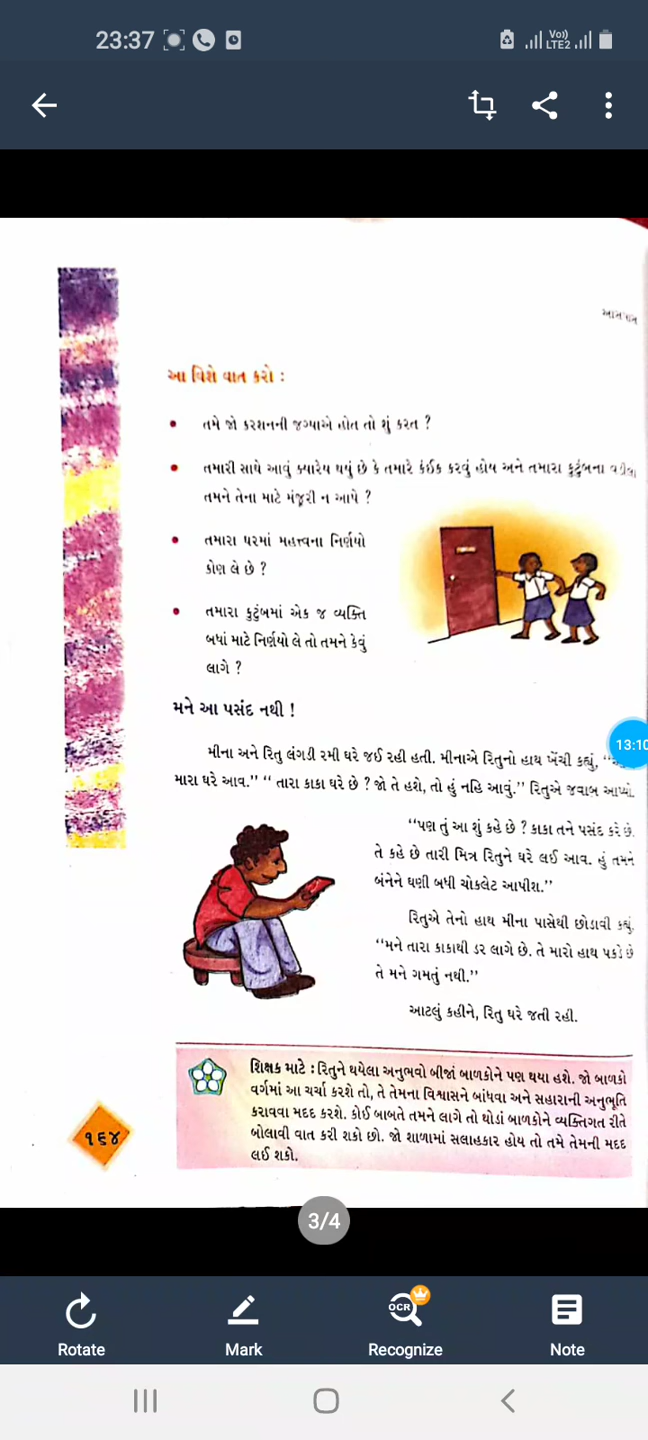 23:37
Vo)
LTE2
આ વિશે વાત કરો :
• તમે જો કરશનની જગ્યાએ હોત તો શું કરત ?
• તમારી સાથે આવું ક્યારેય થયું છે કે તમારે કંઈક કરવું હોય અને તમારા કુટુંબના
તમને તેના માટે મંજૂરી ન આપે ?
• તમારા ઘરમાં મહત્ત્વના નિર્ણયો
કોણ લે છે ?
• તમારા કુટુંબમાં એક જ વ્યક્તિ
બધાં માટે નિર્ણયો લે તો તમને કેવું
લાગે ?
મને આ પસંદ નથી !
મીના અને રિતુ લંગડી રમી ઘરે જઈ રહી હતી. મીનાએ રિતુનો હાથ ખેંચી કહ્યું,
મારા ઘરે આવ.” “ તારા કાકા ઘરે છે ? જો તે હશે, તો હું નહિ આવું.” રિતુએ જવાબ આપ્યો.
“પણ તું આ શું કહે છે ? કાકા તને પસંદ કરે છે.
તે કહે છે તારી મિત્ર રિતુને ઘરે લઈ આવ. હું તમને
બંનેને ઘણી બધી ચોકલેટ આપીશ.”
રિતુએ તેનો હાથ મીના પાસેથી છોડાવી કહ્યું,
“મને તારા કાકાથી ડર લાગે છે. તે મારો હાથ પકડે છે
તે મને ગમતું નથી.”
આટલું કહીને, રિતુ ઘરે જતી રહી.
શિક્ષક માટે : રિતુને થયેલા અનુભવો બીજાં બાળકોને પણ થયા હશે. જો બાળકો
વર્ગમાં આ ચર્ચા કરશે તો, તે તેમના વિશ્વાસને બાંધવા અને સહારાની અનુભૂતિ
કરાવવા મદદ કરશે. કોઈ બાબતે તમને લાગે તો થોડાં બાળકોને વ્યક્તિગત રીતે
બોલાવી વાત કરી શકો છો. જો શાળામાં સલાહકાર હોય તો તમે તેમની મદદ
લઈ શકો.
૧૬૪
13:10
3/4
OCR
Rotate Mark Recognize Note